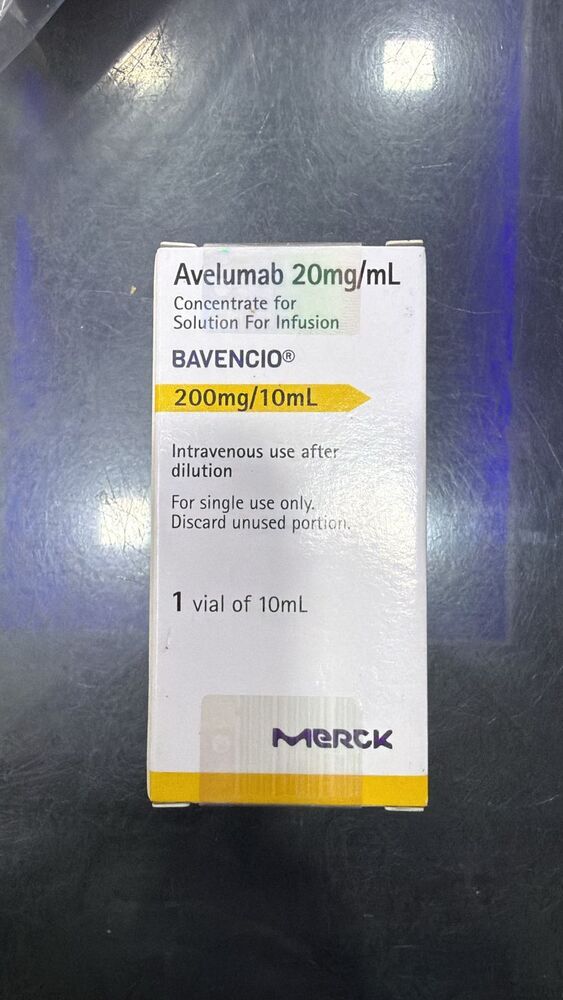 Avelumab 20mg/mL
Concentrate for
Solution For Infusion
BAVENCIO®
200mg/10mL
Intravenous use after
dilution
For single use only.
Discard unused portion.
1 vial of 10mL
MERCK